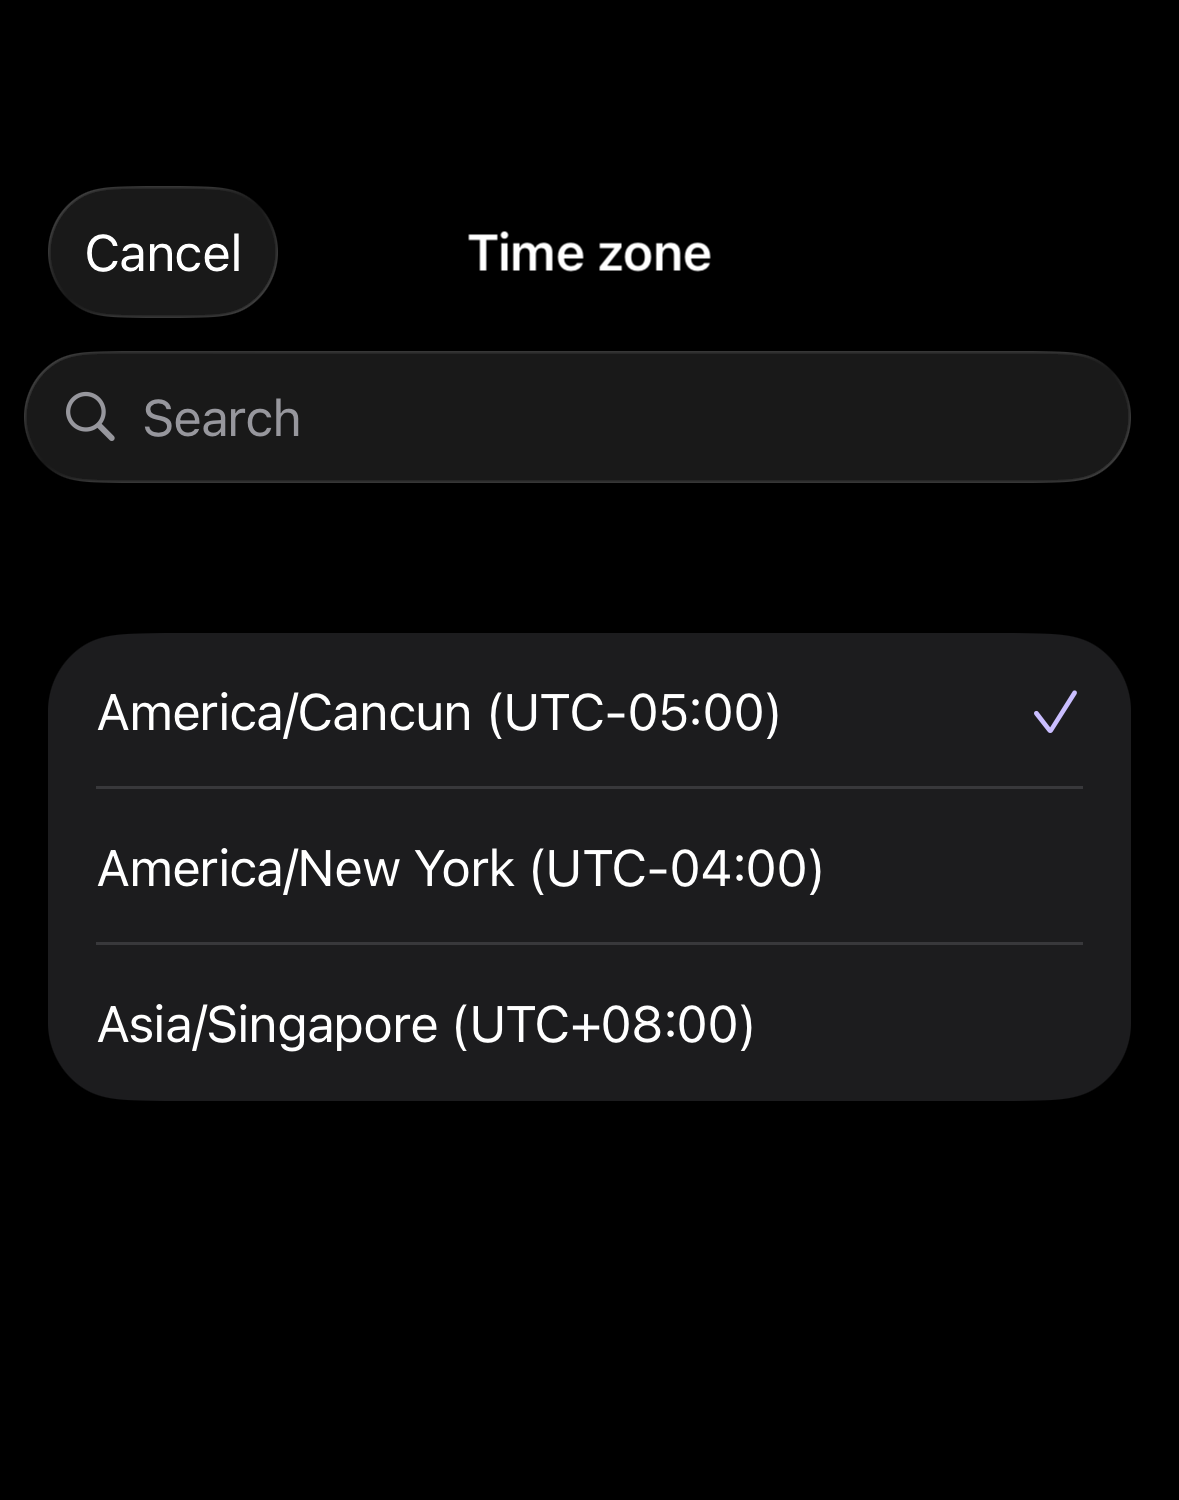 Cancel
Time zone
Search
America/Cancun (UTC-05:00)
America/New York (UTC-04:00)
Asia/Singapore (UTC+08:00)